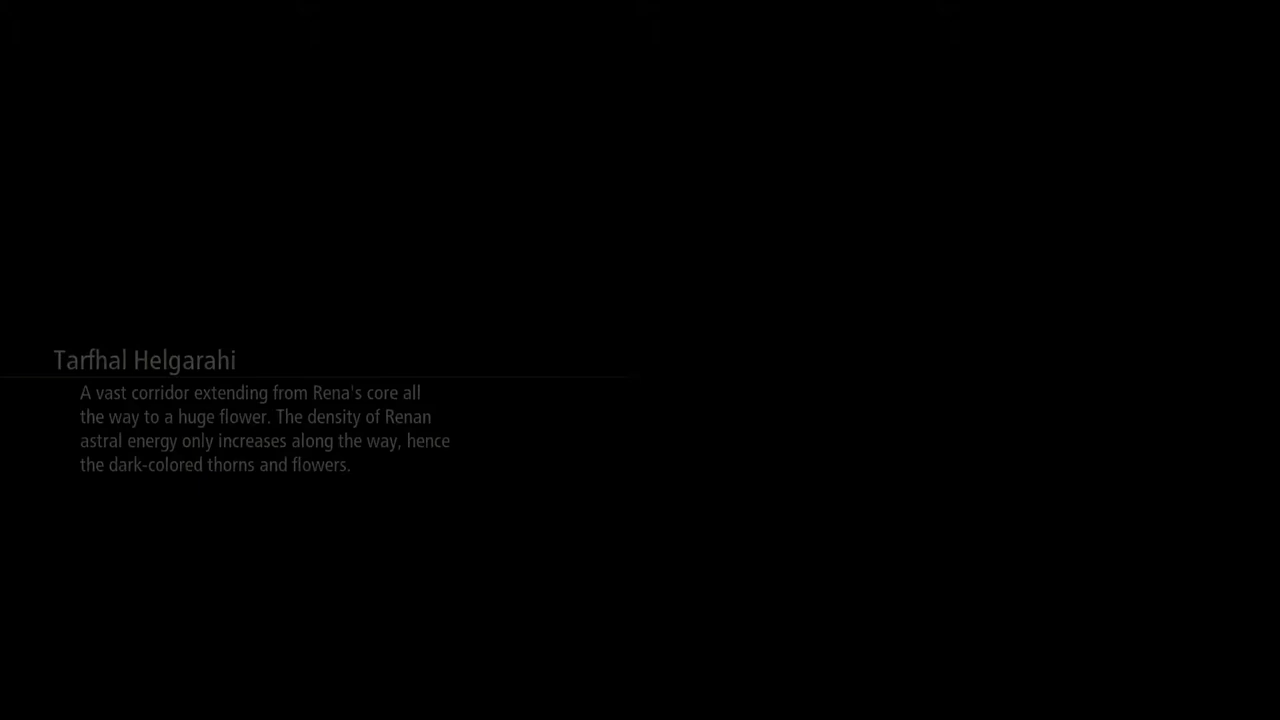 Tarfhal Helgarahi
A vast corridor extending from Rena's core all
the way to a huge flower. The density of Renan
astral energy only increases along the way, hence
the dark-colored thorns and flowers.